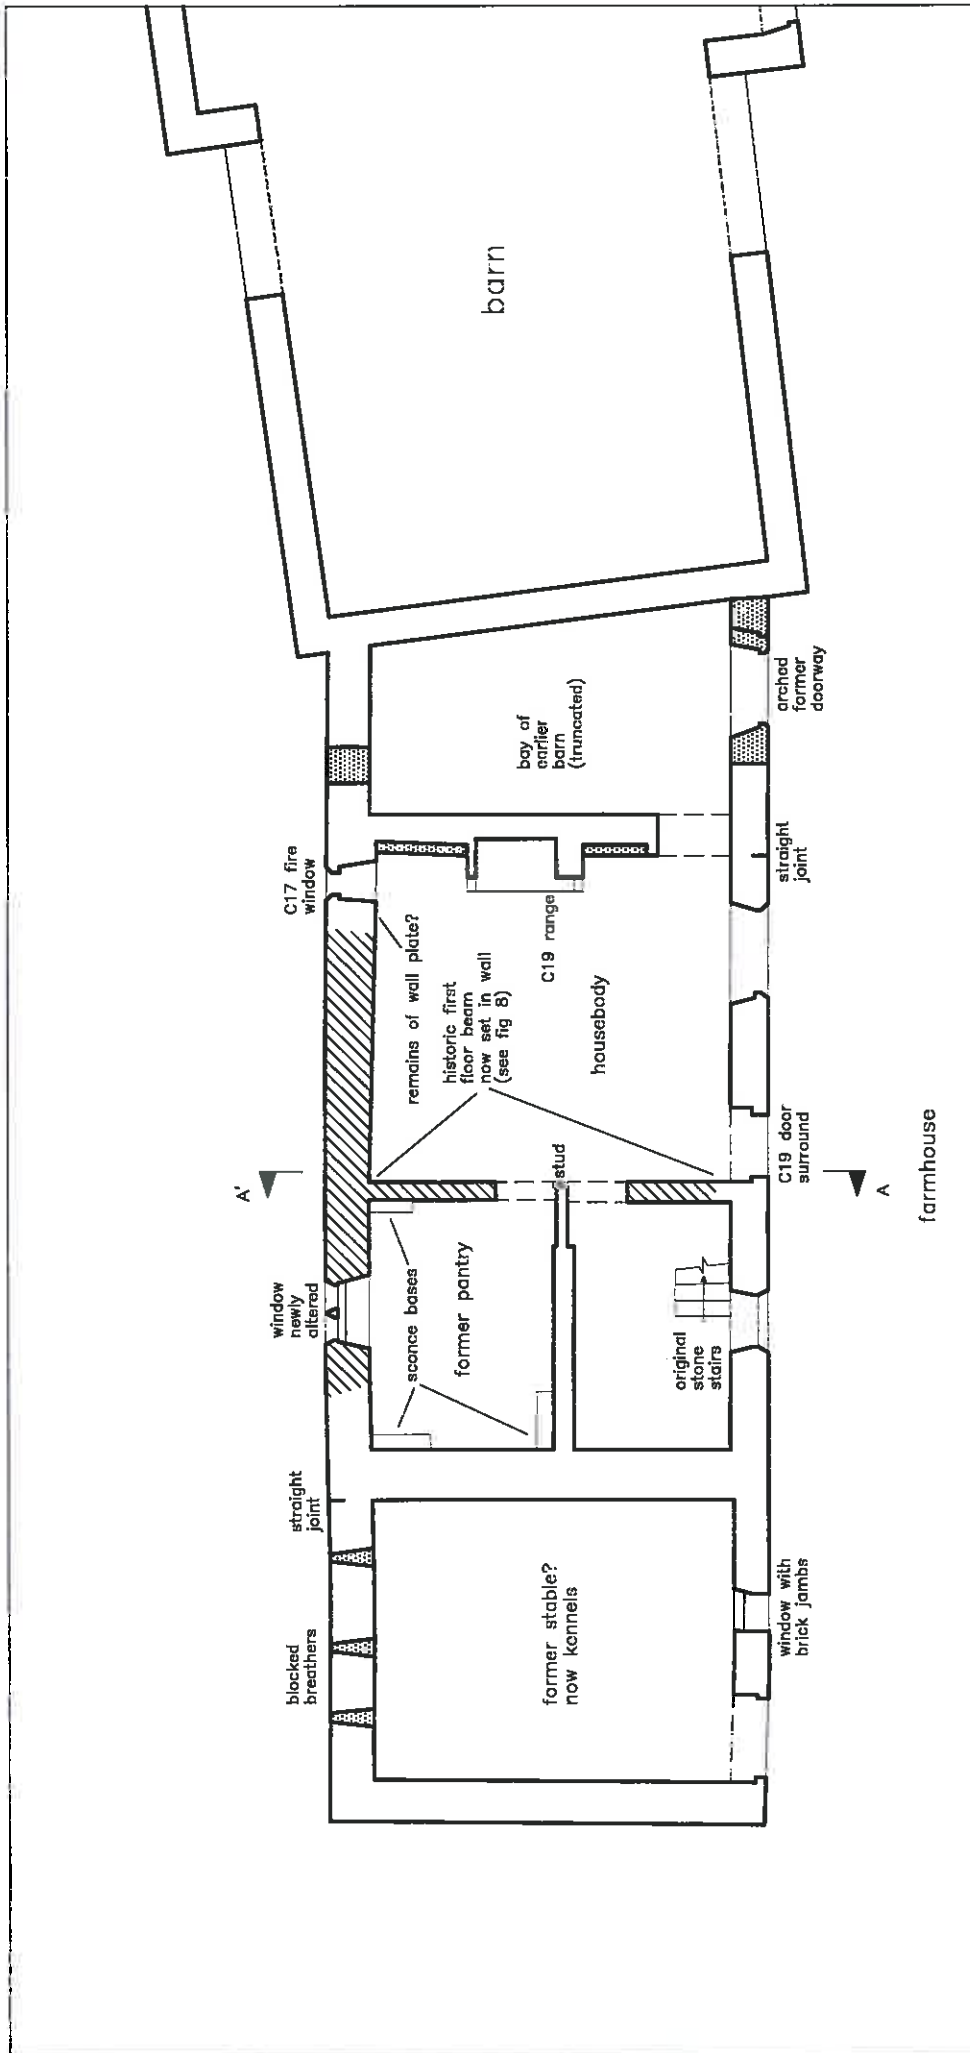 blocked
breathers
straight
joint
window
newly
altered
A'
C17 fire
window
sconce bases
former pantry
former stable?
now kennels
remains of wall plate?
historic first
floor beam
now set in wall
(see fig 8)
stud
C19 range
housebody
bay of
earlier
barn
(truncated)
barn
original
stone
stairs
window with
brick jambs
C19 door
surround
A
straight
joint
arched
former
doorway
farmhouse